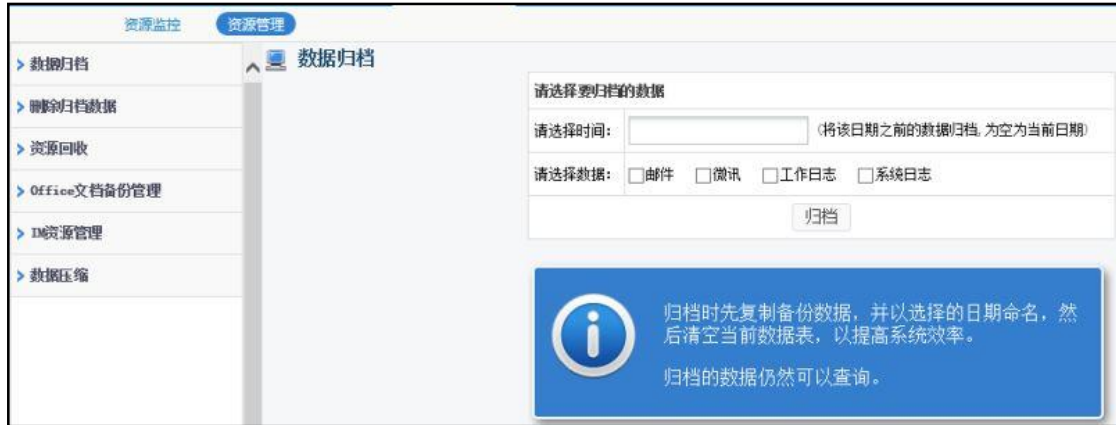 资源监控 资源管理
数据归档
删除归档数据
资源回收
Office文档备份管理
IM资源管理
数据压缩
数据归档
请选择要归档的数据
请选择时间： (将该日期之前的数据归档,为空为当前日期)
请选择数据： 邮件 微讯 工作日志 系统日志
归档
归档时先复制备份数据，并以选择的日期命名，然
后清空当前数据表，以提高系统效率。
归档的数据仍然可以查询。